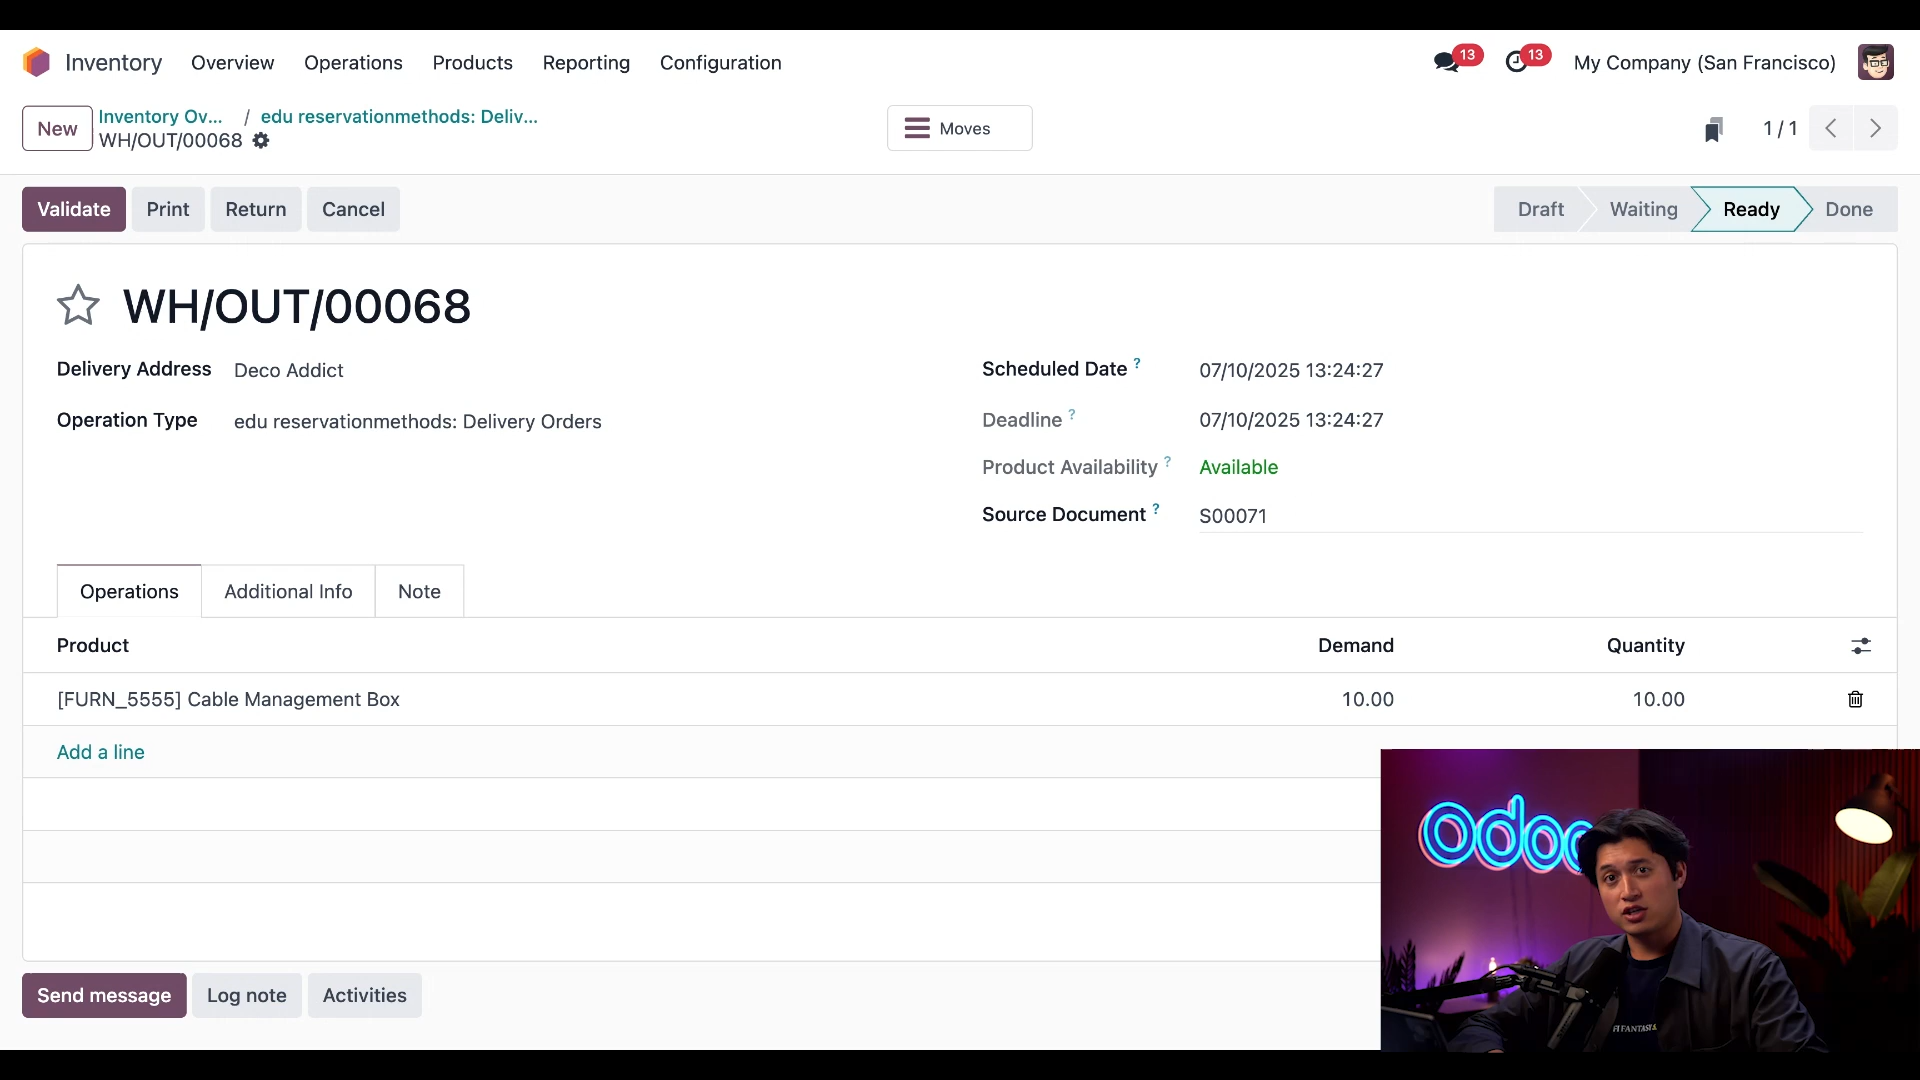 Inventory Overview Operations Products Reporting Configuration 13 13 My Company (San Francisco)
New Inventory Ov... / edu reservationmethods: Deliv... Moves 1 / 1
WH/OUT/00068
Validate Print Return Cancel Draft Waiting Ready Done
WH/OUT/00068
Delivery Address Deco Addict Scheduled Date ? 07/10/2025 13:24:27
Operation Type edu reservationmethods: Delivery Orders Deadline ? 07/10/2025 13:24:27
Product Availability ? Available
Source Document ? S00071
Operations Additional Info Note
Product Demand Quantity
[FURN_5555] Cable Management Box 10.00 10.00
Add a line
odoo
Send message Log note Activities